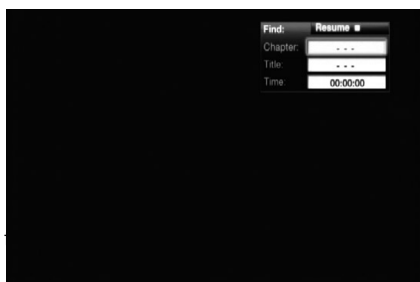 Find: Resume ■
Chapter: - - -
Title: - - -
Time: 00:00:00